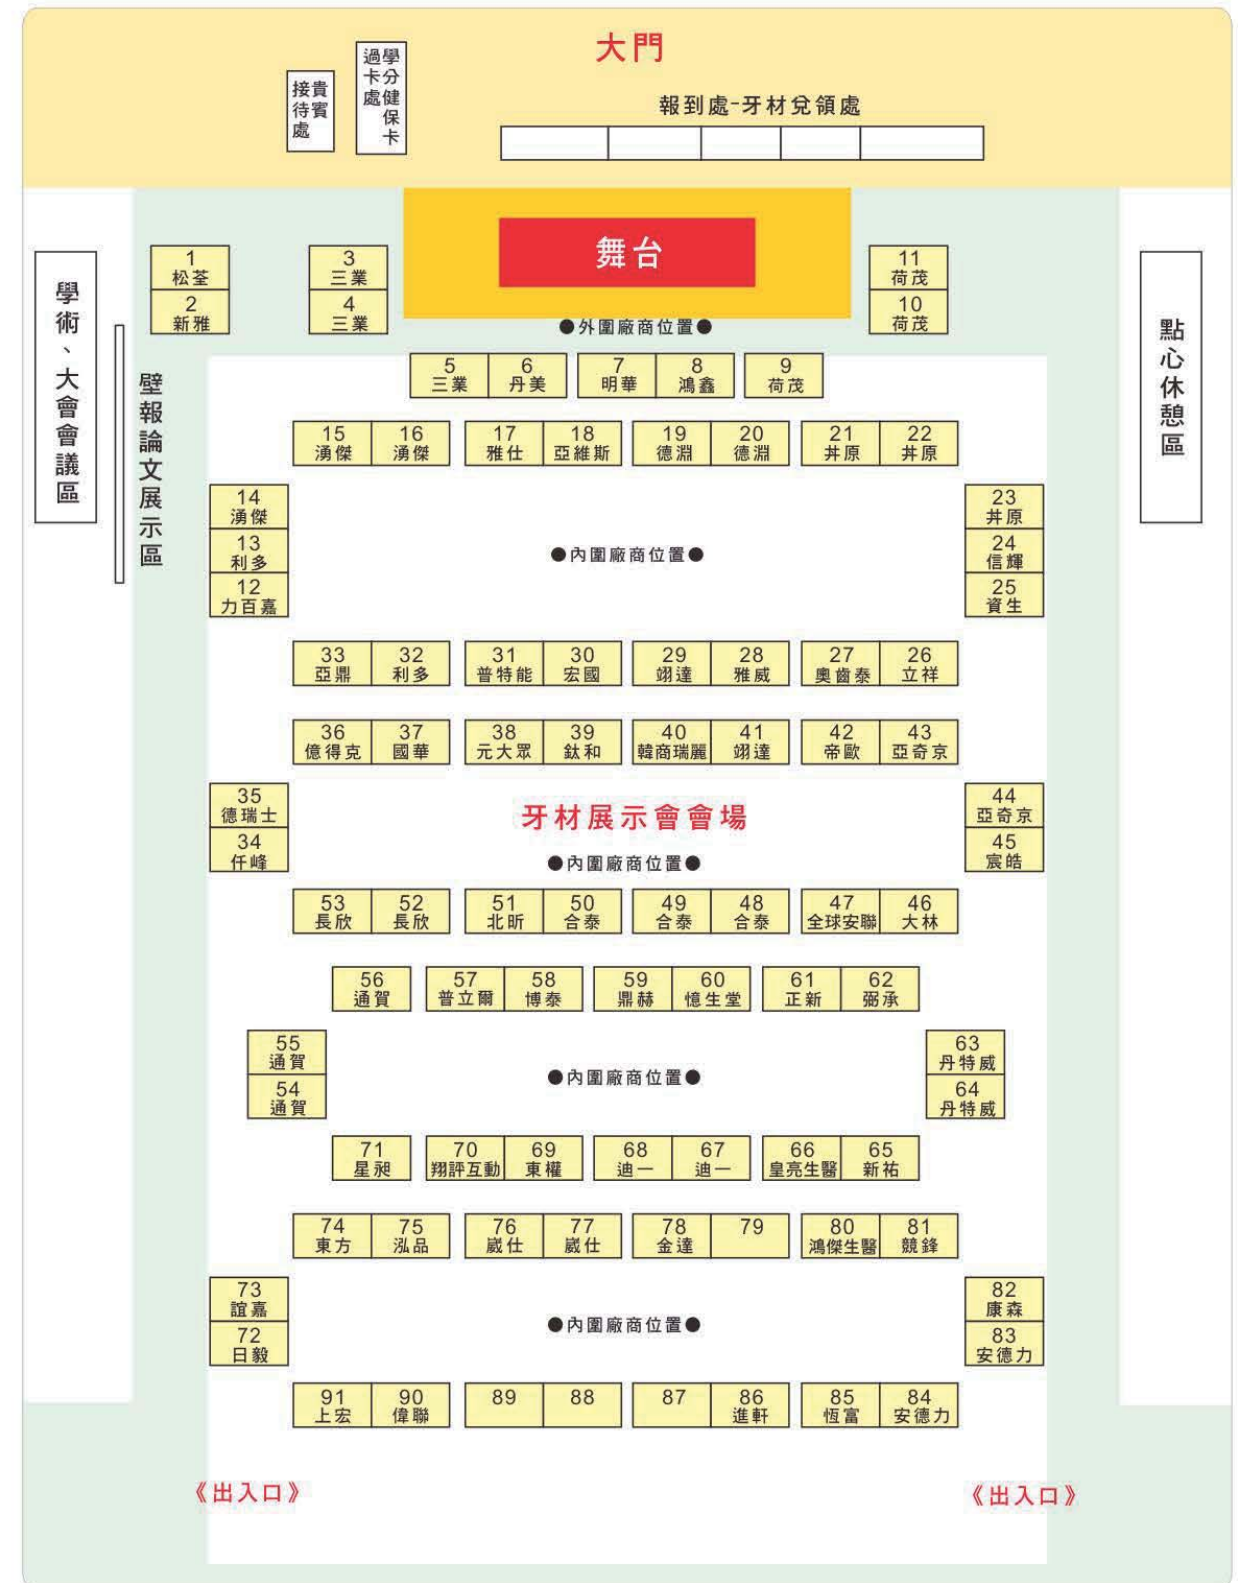 大門
學分健保卡
過卡處
貴賓
接待處
報到處-牙材兌領處
舞台
1
松荃
2
新雅
3
三業
4
三業
11
荷茂
10
荷茂
●外圍廠商位置●
學術、大會會議區
壁報論文展示區
點心休憩區
5
三業
6
丹美
7
明華
8
鴻鑫
9
荷茂
15
湧傑
16
湧傑
17
雅仕
18
亞維斯
19
德淵
20
德淵
21
丼原
22
丼原
14
湧傑
13
利多
12
力百嘉
●內圍廠商位置●
23
丼原
24
信輝
25
資生
33
亞鼎
32
利多
31
普特能
30
宏國
29
翊達
28
雅威
27
奧齒泰
26
立祥
36
億得克
37
國華
38
元大眾
39
鈦和
40
韓商瑞麗
41
翊達
42
帝歐
43
亞奇京
35
德瑞士
34
仟峰
牙材展示會會場
●內圍廠商位置●
44
亞奇京
45
宸皓
53
長欣
52
長欣
51
北昕
50
合泰
49
合泰
48
合泰
47
全球安聯
46
大林
56
通賀
57
普立爾
58
博泰
59
鼎赫
60
憶生堂
61
正新
62
弼承
55
通賀
54
通賀
●內圍廠商位置●
63
丹特威
64
丹特威
71
星昶
70
翔評互動
69
東權
68
迪一
67
迪一
66
皇亮生醫
65
新祐
74
東方
75
泓品
76
崴仕
77
崴仕
78
金達
79
80
鴻傑生醫
81
競鋒
73
誼嘉
72
日毅
●內圍廠商位置●
82
康森
83
安德力
91
上宏
90
偉聯
89
88
87
86
進軒
85
恆富
84
安德力
《出入口》
《出入口》